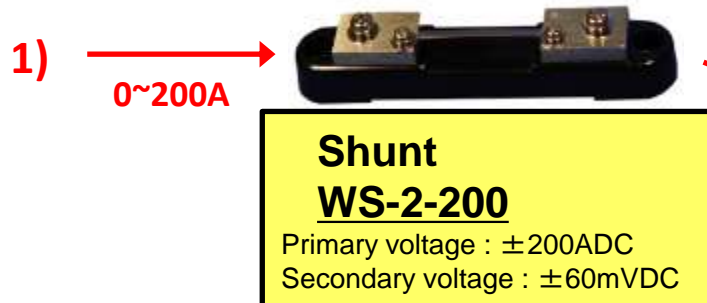 1)
0~200A
Shunt
WS-2-200
Primary voltage : ±200ADC
Secondary voltage : ±60mVDC